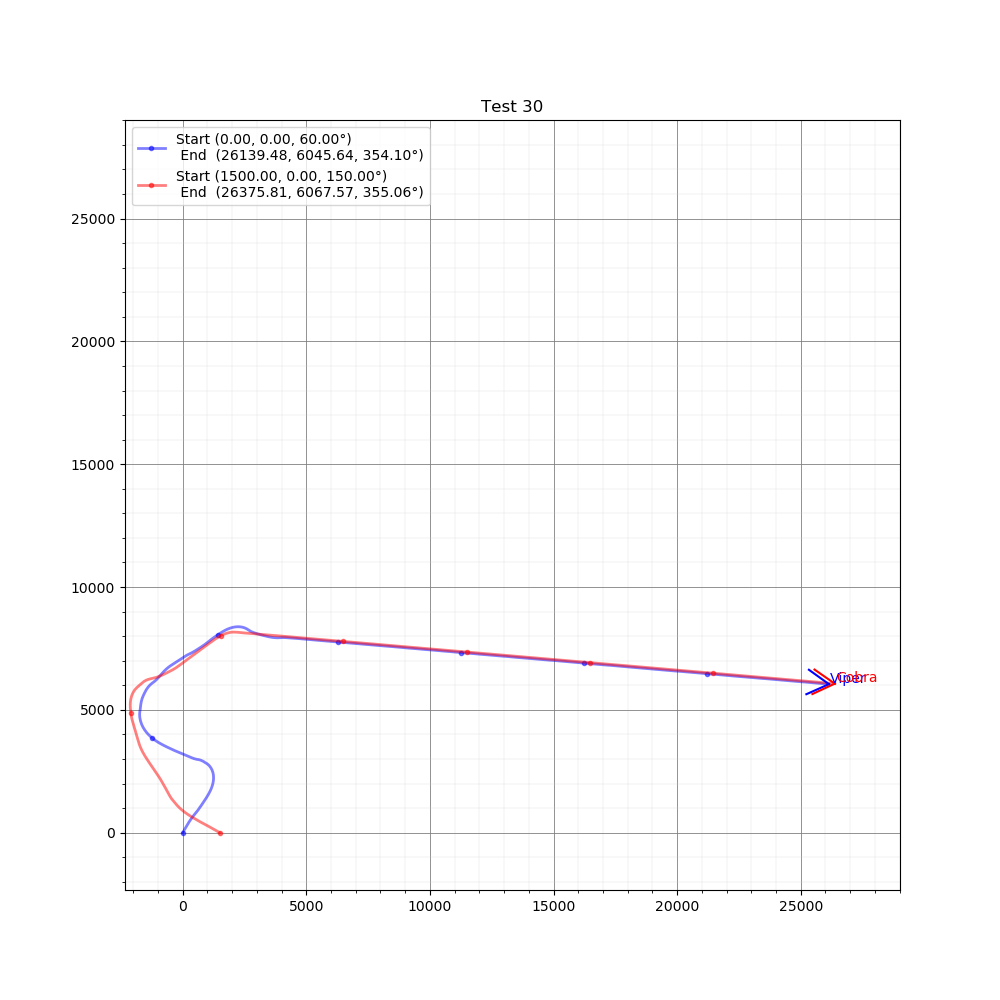 Test 30
Start (0.00, 0.00, 60.00°)
End  (26139.48, 6045.64, 354.10°)
Start (1500.00, 0.00, 150.00°)
End  (26375.81, 6067.57, 355.06°)
25000
20000
15000
10000
5000
0
Viper
Cobra
0 5000 10000 15000 20000 25000